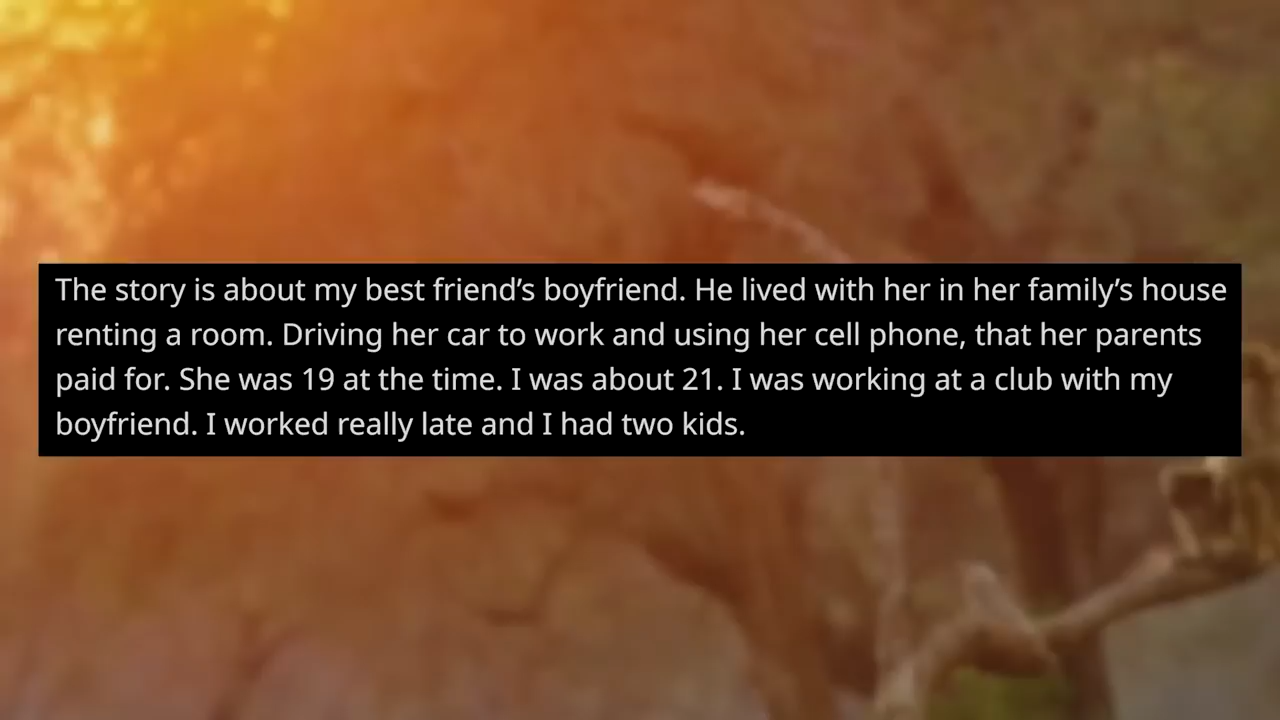 The story is about my best friend’s boyfriend. He lived with her in her family’s house
renting a room. Driving her car to work and using her cell phone, that her parents
paid for. She was 19 at the time. I was about 21. I was working at a club with my
boyfriend. I worked really late and I had two kids.